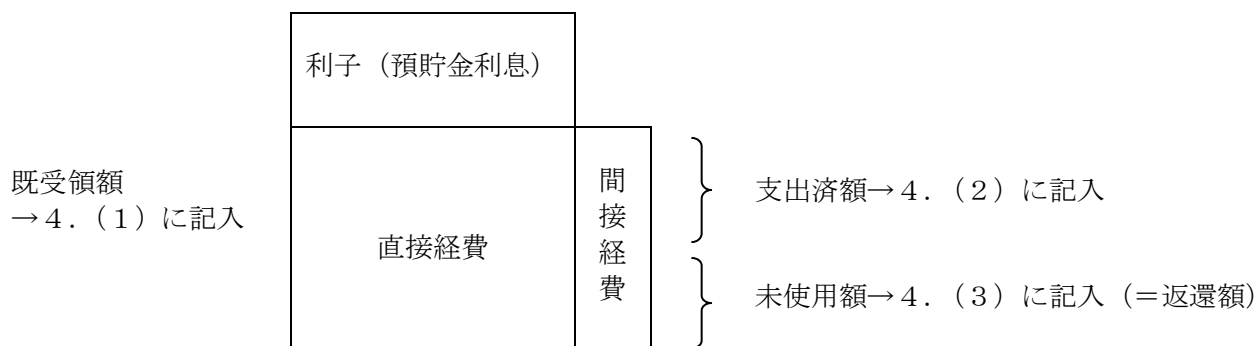 利子（預貯金利息）
既受領額
→４．（１）に記入
直接経費
間接経費
支出済額→４．（２）に記入
未使用額→４．（３）に記入（＝返還額）